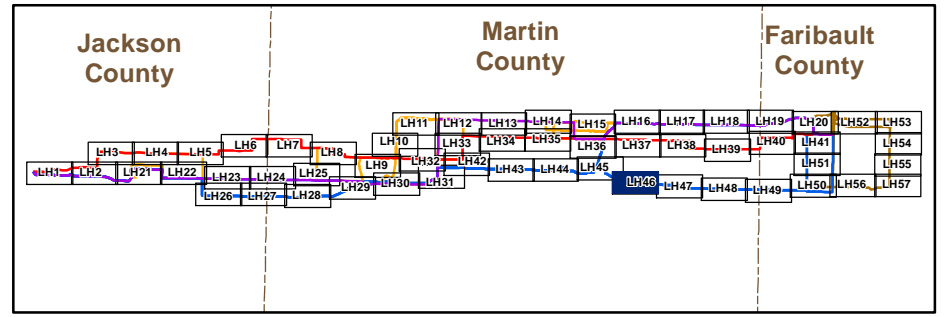 Jackson
County
Martin
County
Faribault
County
LH11 LH12 LH13 LH14 LH15 LH16 LH17 LH18 LH19 LH20 LH52 LH53
LH10 LH33 LH34 LH35 LH36 LH37 LH38 LH39 LH40 LH41 LH54
LH3 LH4 LH5 LH6 LH7 LH8 LH9 LH32 LH42
LH1 LH2 LH21 LH22 LH23 LH24 LH25 LH29 LH30 LH31 LH43 LH44 LH45 LH51 LH55
LH26 LH27 LH28 LH46 LH47 LH48 LH49 LH50 LH56 LH57